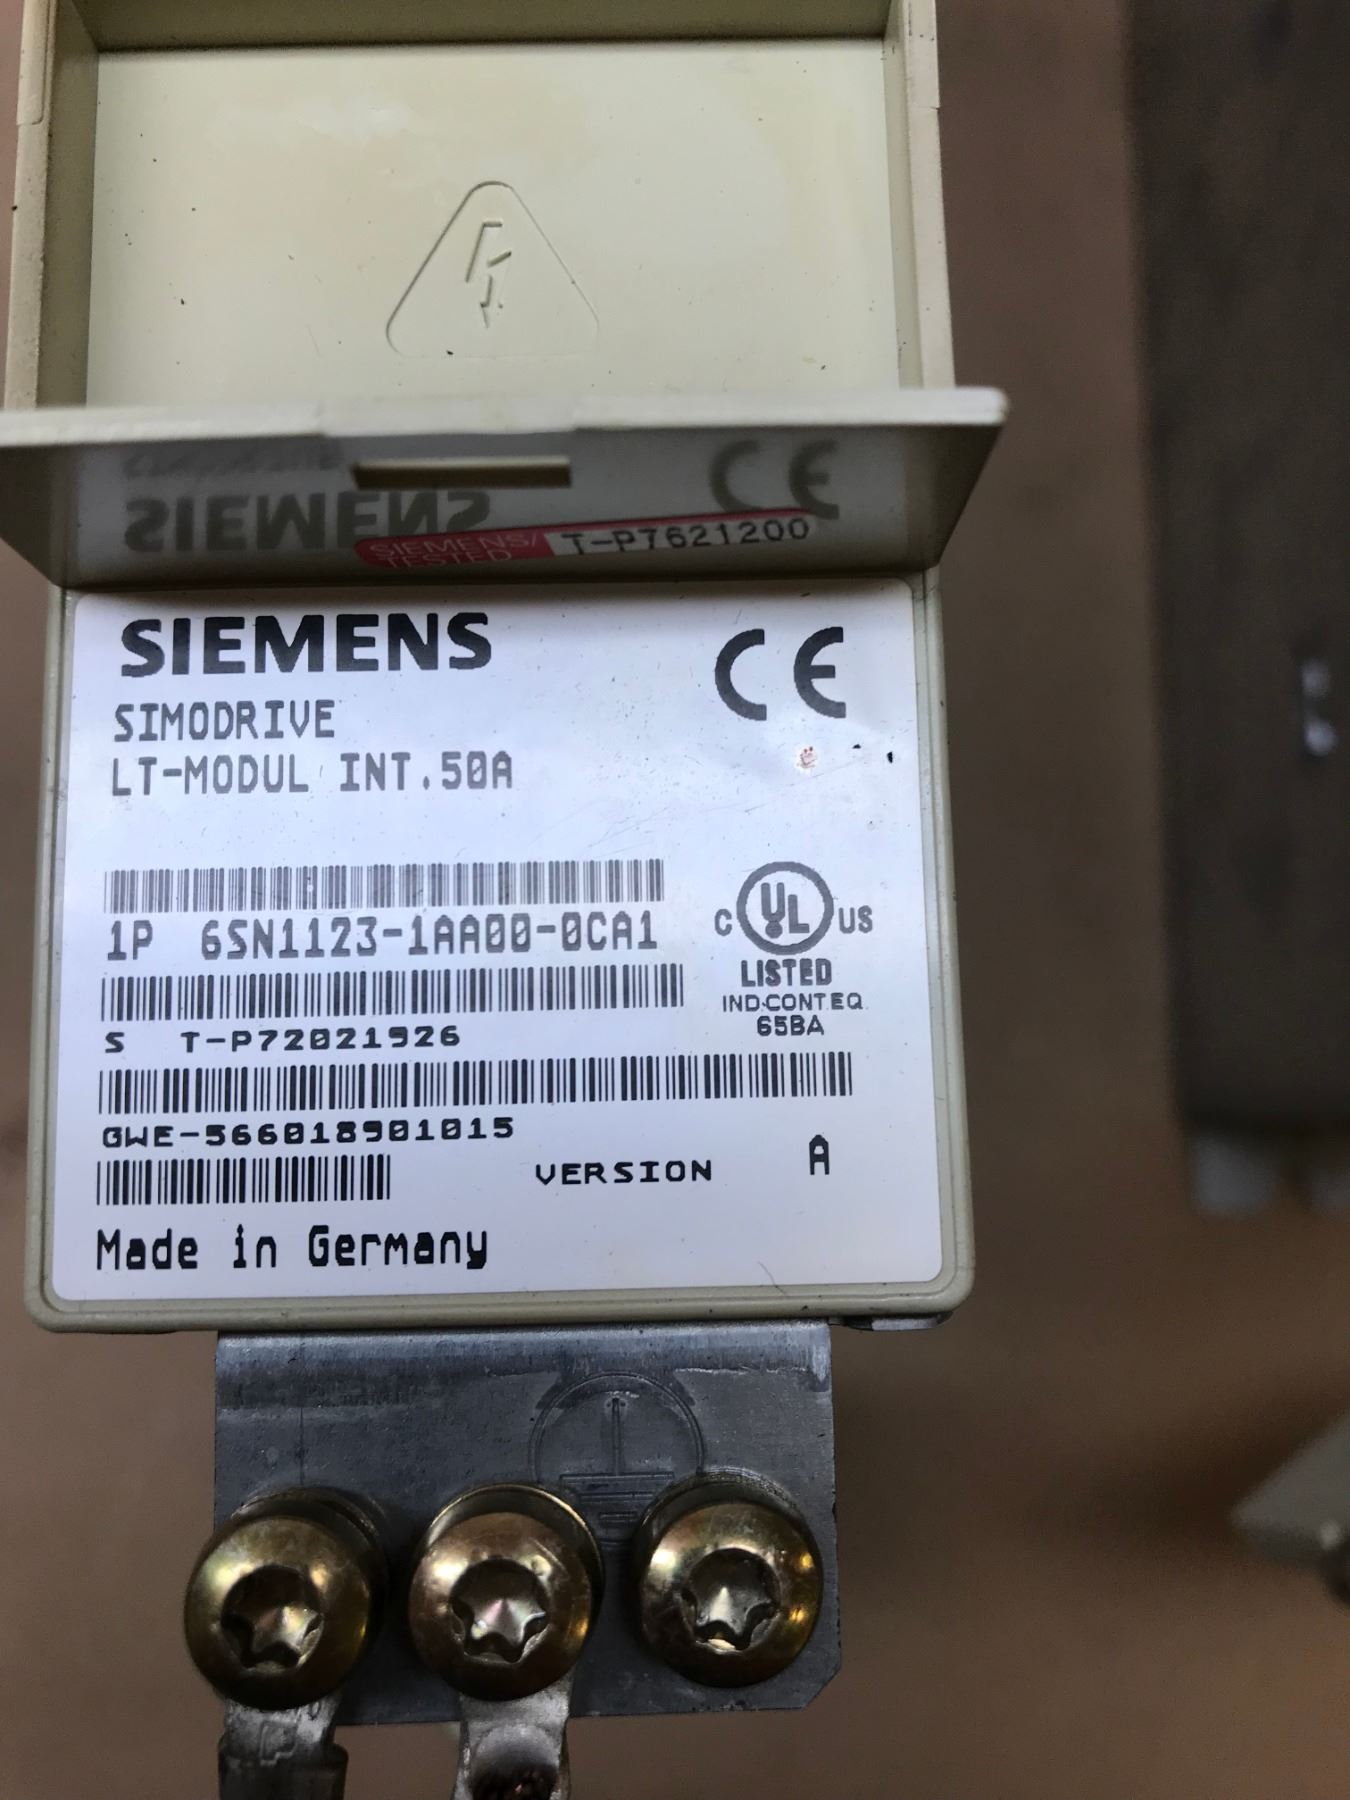 SIEMENS/
TESTED T-P7621200
SIEMENS
CE
SIMODRIVE
LT-MODUL INT.50A
1P 6SN1123-1AA00-0CA1
C UL US
LISTED
IND.CONT.EQ.
65BA
S T-P72021926
GWE-566018901015
VERSION A
Made in Germany